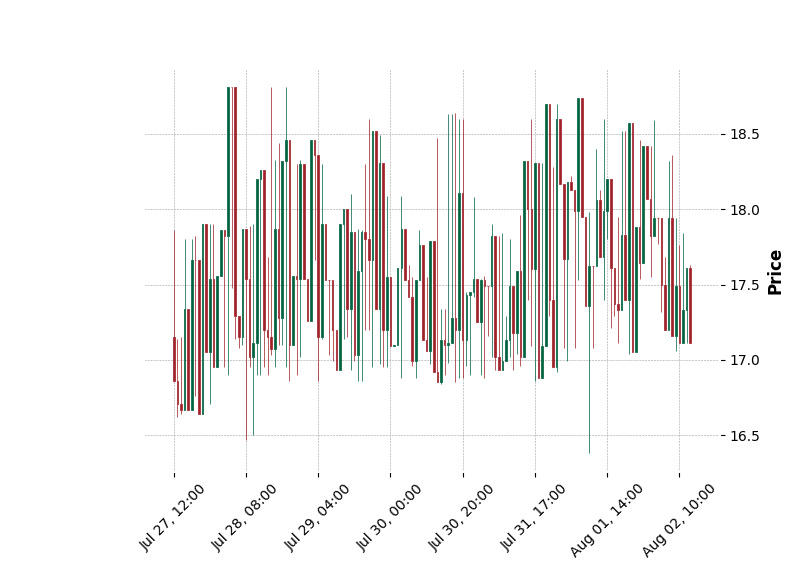 18.5
18.0
17.5
17.0
16.5
Price
Jul 27, 12:00
Jul 28, 08:00
Jul 29, 04:00
Jul 30, 00:00
Jul 30, 20:00
Jul 31, 17:00
Aug 01, 14:00
Aug 02, 10:00